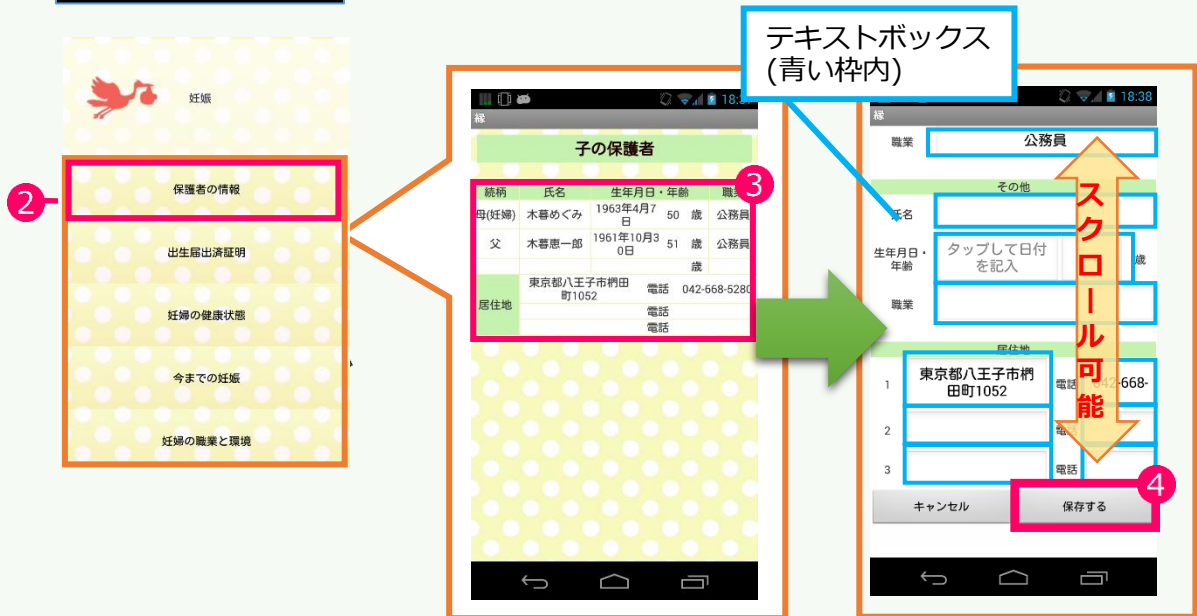 妊娠
2
保護者の情報
出生届出済証明
妊婦の健康状態
今までの妊娠
妊婦の職業と環境
縁
子の保護者
3
続柄 氏名 生年月日・年齢
母(妊婦) 木暮めぐみ 1963年4月7日 50 歳 公務員
父 木暮恵一郎 1961年10月30日 51 歳 公務員
歳
居住地 東京都八王子市椚田町1052 電話 042-668-5280
電話
電話
テキストボックス
(青い枠内)
18:38
縁
職業 公務員
その他
氏名
生年月日・年齢 タップして日付を記入 歳
職業
居住地
1 東京都八王子市椚田町1052 電話 042-668-
2 電話
3 電話
スクロール可能
4
キャンセル 保存する